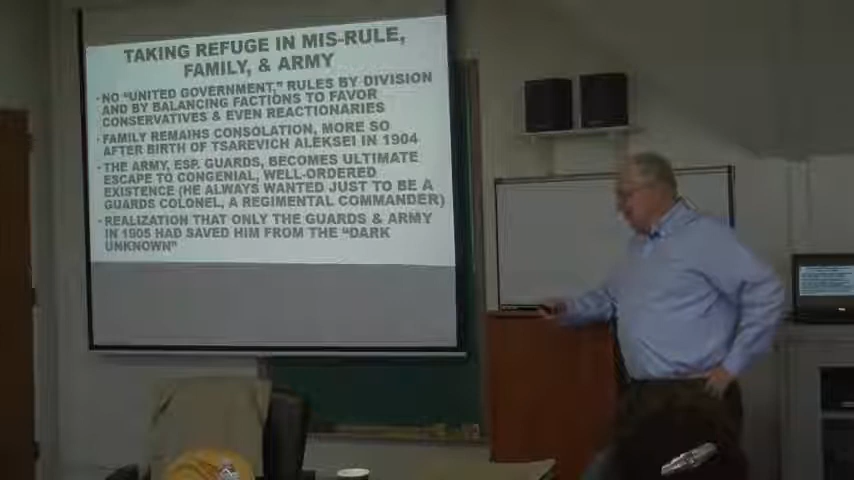 TAKING REFUGE IN MIS-RULE,
FAMILY, & ARMY
•NO "UNITED GOVERNMENT," RULES BY DIVISION
AND BY BALANCING FACTIONS TO FAVOR
CONSERVATIVES & EVEN REACTIONARIES
•FAMILY REMAINS CONSOLATION, MORE SO
AFTER BIRTH OF TSAREVICH ALEKSEI IN 1904
•THE ARMY, ESP. GUARDS, BECOMES ULTIMATE
ESCAPE TO CONGENIAL, WELL-ORDERED
EXISTENCE (HE ALWAYS WANTED JUST TO BE A
GUARDS COLONEL, A REGIMENTAL COMMANDER)
•REALIZATION THAT ONLY THE GUARDS & ARMY
IN 1905 HAD SAVED HIM FROM THE "DARK
UNKNOWN"